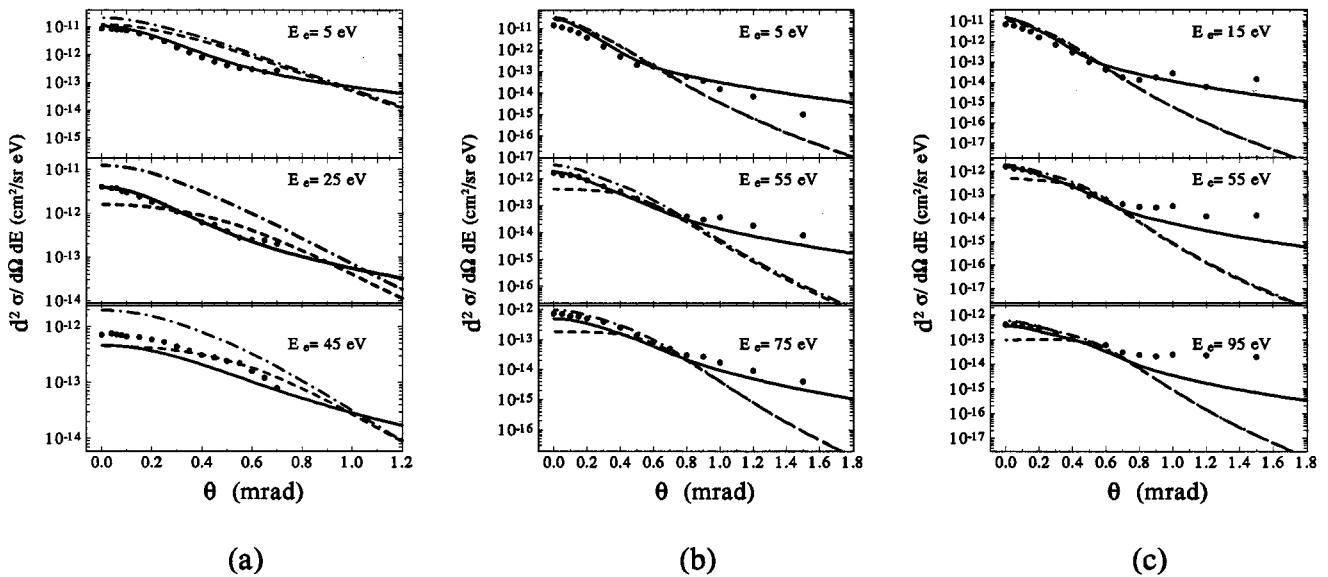 d² σ/ dΩ dE (cm²/sr eV)
10⁻¹¹
10⁻¹²
10⁻¹³
10⁻¹⁴
10⁻¹⁵
E e= 5 eV
10⁻¹¹
10⁻¹²
10⁻¹³
10⁻¹⁴
E e= 25 eV
10⁻¹²
10⁻¹³
10⁻¹⁴
E e= 45 eV
0.0 0.2 0.4 0.6 0.8 1.0 1.2
θ (mrad)
(a)
d² σ/ dΩ dE (cm²/sr eV)
10⁻¹¹
10⁻¹²
10⁻¹³
10⁻¹⁴
10⁻¹⁵
10⁻¹⁶
10⁻¹⁷
E e= 5 eV
10⁻¹²
10⁻¹³
10⁻¹⁴
10⁻¹⁵
10⁻¹⁶
E e= 55 eV
10⁻¹²
10⁻¹³
10⁻¹⁴
10⁻¹⁵
10⁻¹⁶
E e= 75 eV
0.0 0.2 0.4 0.6 0.8 1.0 1.2 1.4 1.6 1.8
θ (mrad)
(b)
d² σ/ dΩ dE (cm²/sr eV)
10⁻¹¹
10⁻¹²
10⁻¹³
10⁻¹⁴
10⁻¹⁵
10⁻¹⁶
10⁻¹⁷
E e= 15 eV
10⁻¹²
10⁻¹³
10⁻¹⁴
10⁻¹⁵
10⁻¹⁶
10⁻¹⁷
E e= 55 eV
10⁻¹²
10⁻¹³
10⁻¹⁴
10⁻¹⁵
10⁻¹⁶
10⁻¹⁷
E e= 95 eV
0.0 0.2 0.4 0.6 0.8 1.0 1.2 1.4 1.6 1.8
θ (mrad)
(c)